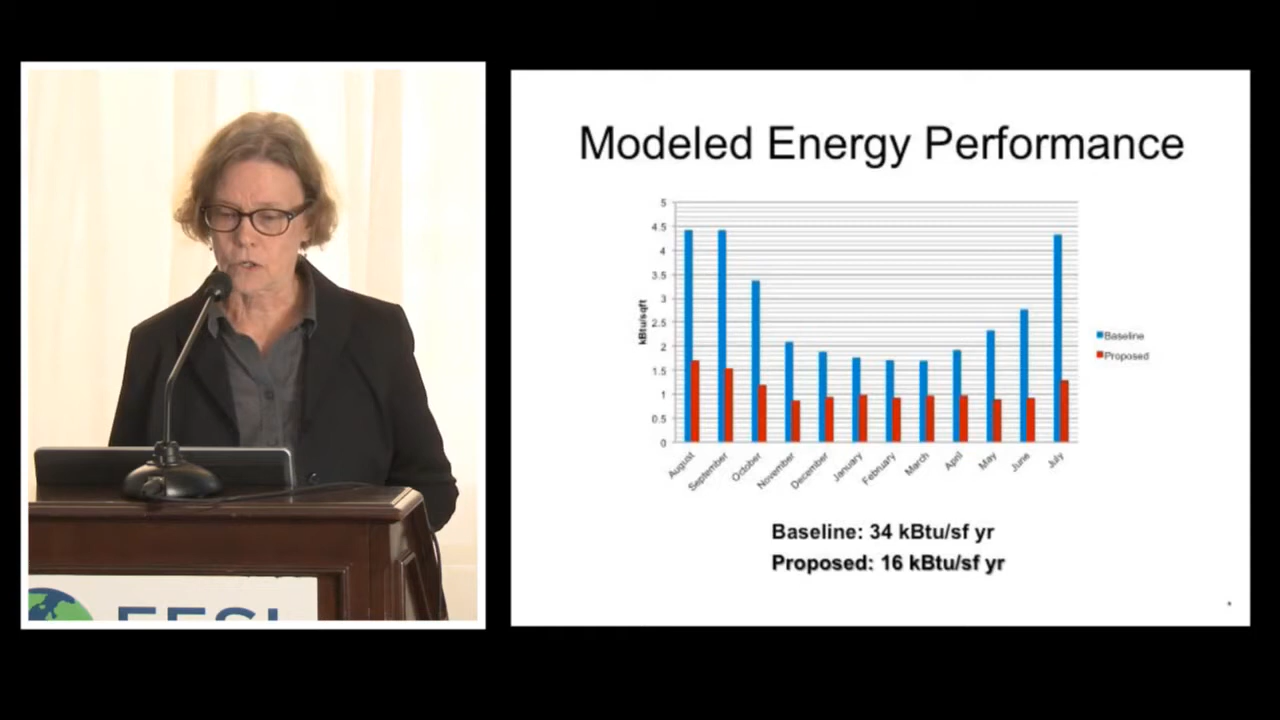 Modeled Energy Performance
5
4.5
4
3.5
3
2.5
2
1.5
1
0.5
0
kBtu/sqft
August
September
October
November
December
January
February
March
April
May
June
July
Baseline
Proposed
Baseline: 34 kBtu/sf yr
Proposed: 16 kBtu/sf yr
EESI